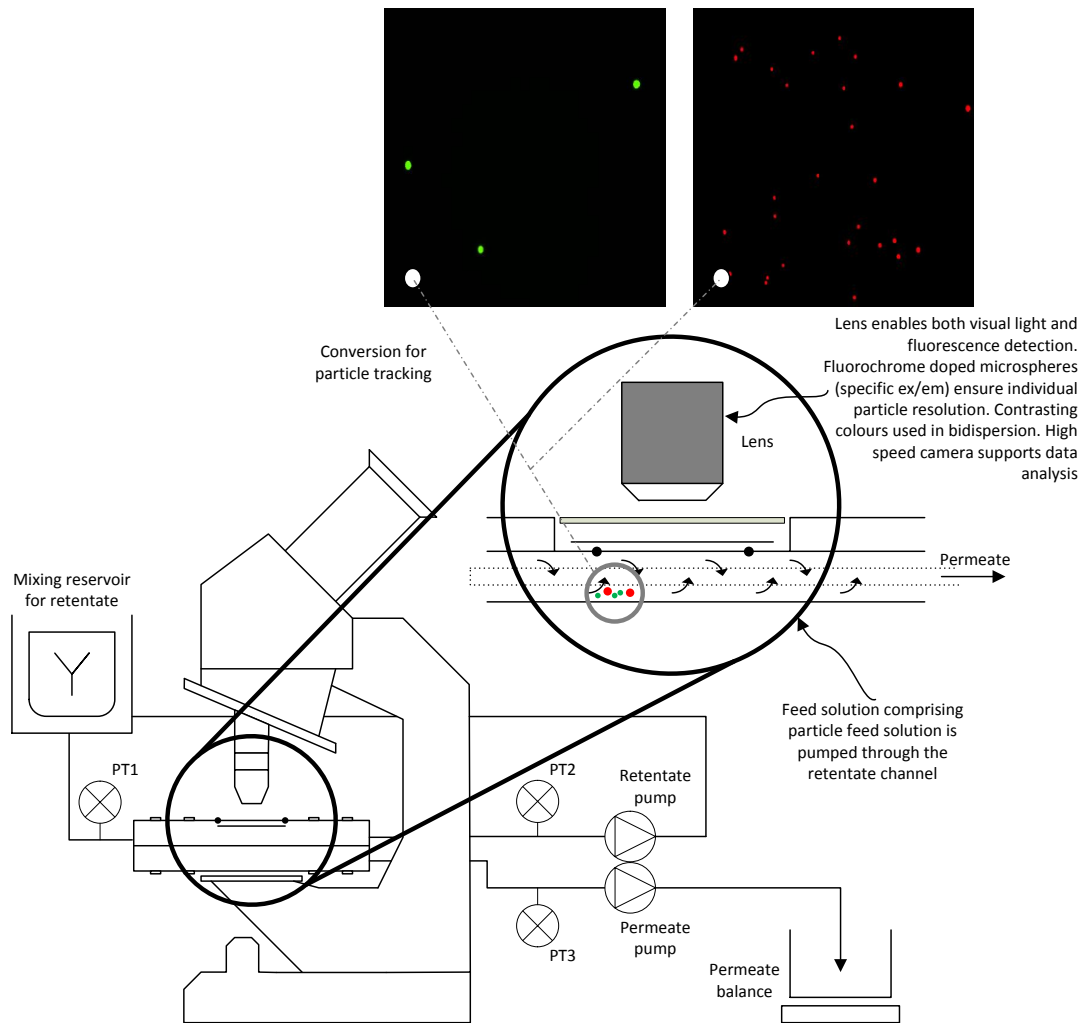 Conversion for
particle tracking
Lens enables both visual light and
fluorescence detection.
Fluorochrome doped microspheres
(specific ex/em) ensure individual
particle resolution. Contrasting
colours used in bidispersion. High
speed camera supports data
analysis
Lens
Permeate
Mixing reservoir
for retentate
Feed solution comprising
particle feed solution is
pumped through the
retentate channel
PT1
PT2
Retentate
pump
PT3
Permeate
pump
Permeate
balance